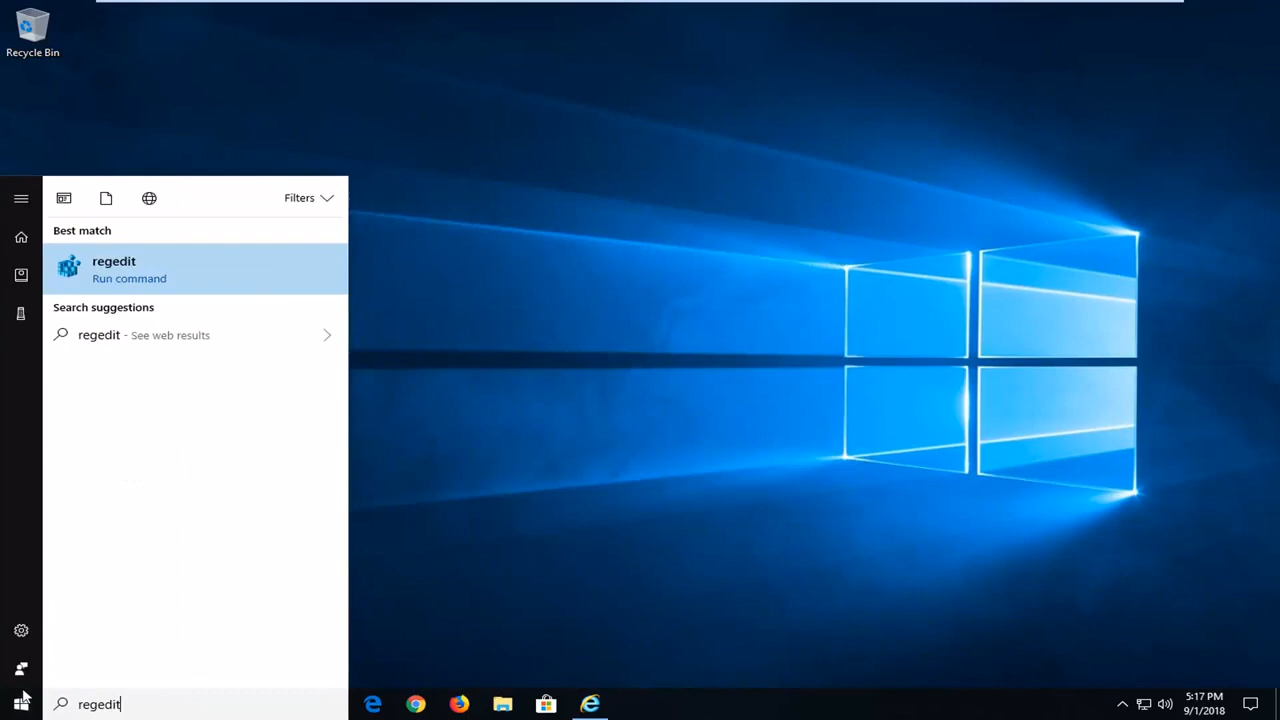 Recycle Bin
Filters
Best match
regedit
Run command
Search suggestions
regedit - See web results
regedit
5:17 PM
9/1/2018